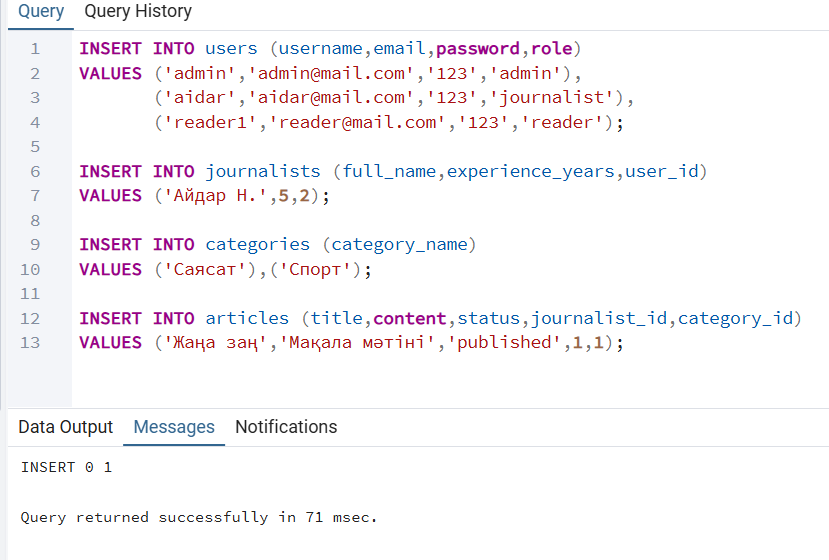 Query Query History
1 INSERT INTO users (username,email,password,role)
2 VALUES ('admin','admin@mail.com','123','admin'),
3 ('aidar','aidar@mail.com','123','journalist'),
4 ('reader1','reader@mail.com','123','reader');
5
6 INSERT INTO journalists (full_name,experience_years,user_id)
7 VALUES ('Айдар Н.',5,2);
8
9 INSERT INTO categories (category_name)
10 VALUES ('Саясат'),('Спорт');
11
12 INSERT INTO articles (title,content,status,journalist_id,category_id)
13 VALUES ('Жаңа заң','Мақала мәтіні','published',1,1);
Data Output Messages Notifications
INSERT 0 1
Query returned successfully in 71 msec.